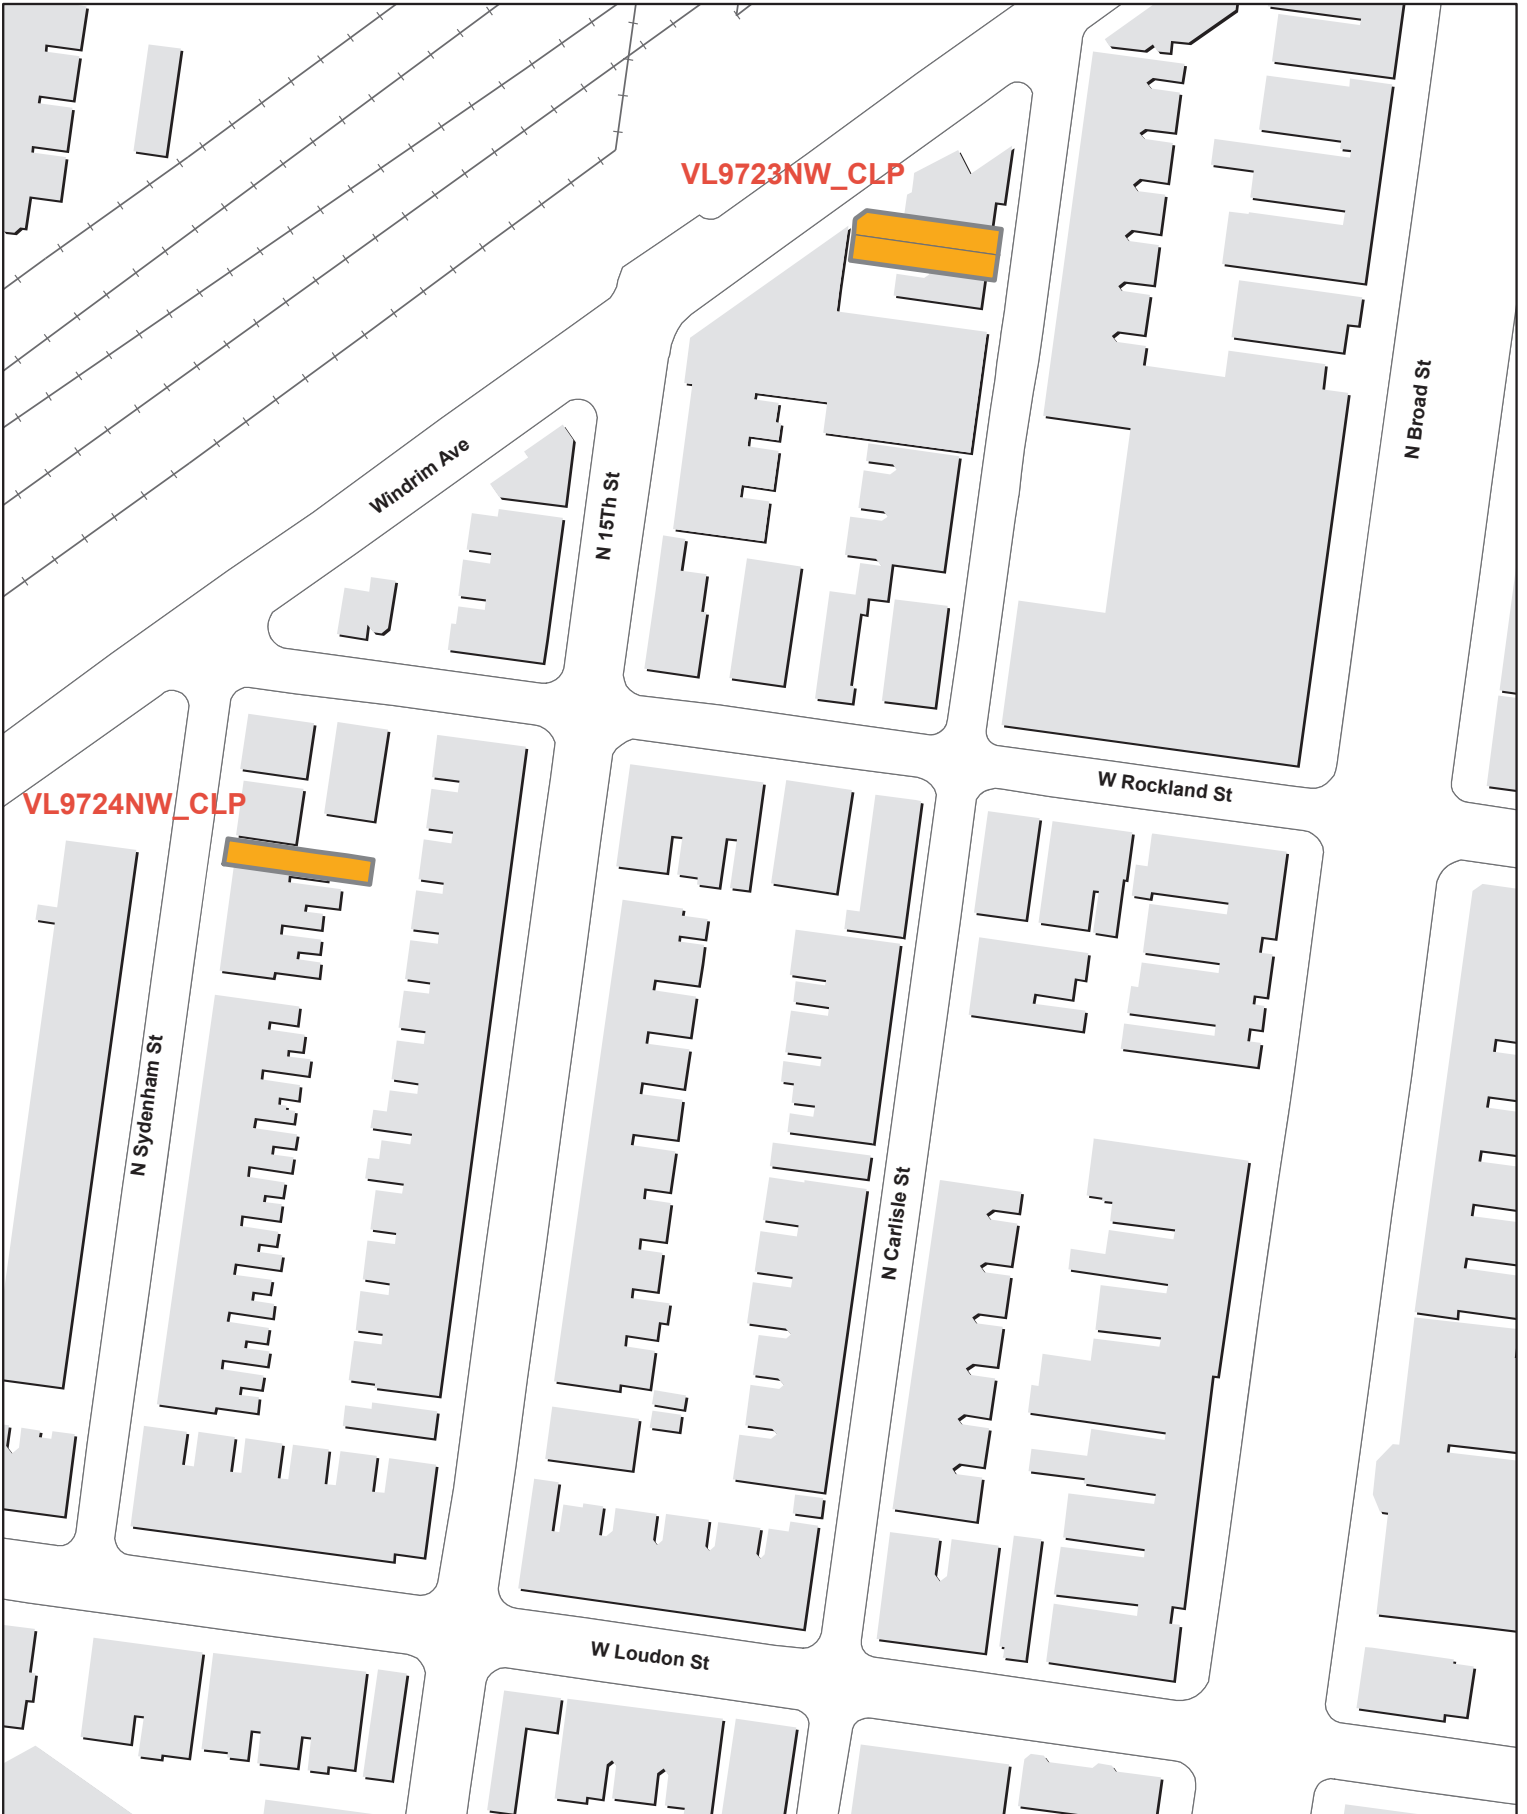 VL9723NW_CLP
N Broad St
Windrim Ave
N 15Th St
W Rockland St
VL9724NW_CLP
N Sydenham St
N Carlisle St
W Loudon St